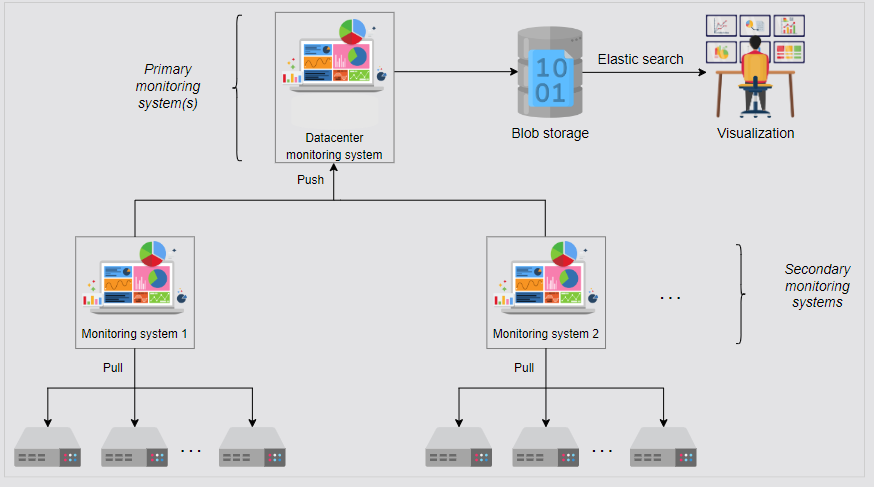 Primary
monitoring
system(s)
Datacenter
monitoring system
10
01
Blob storage
Elastic search
Visualization
Push
Monitoring system 1
Monitoring system 2
...
Secondary
monitoring
systems
Pull
Pull
...
...